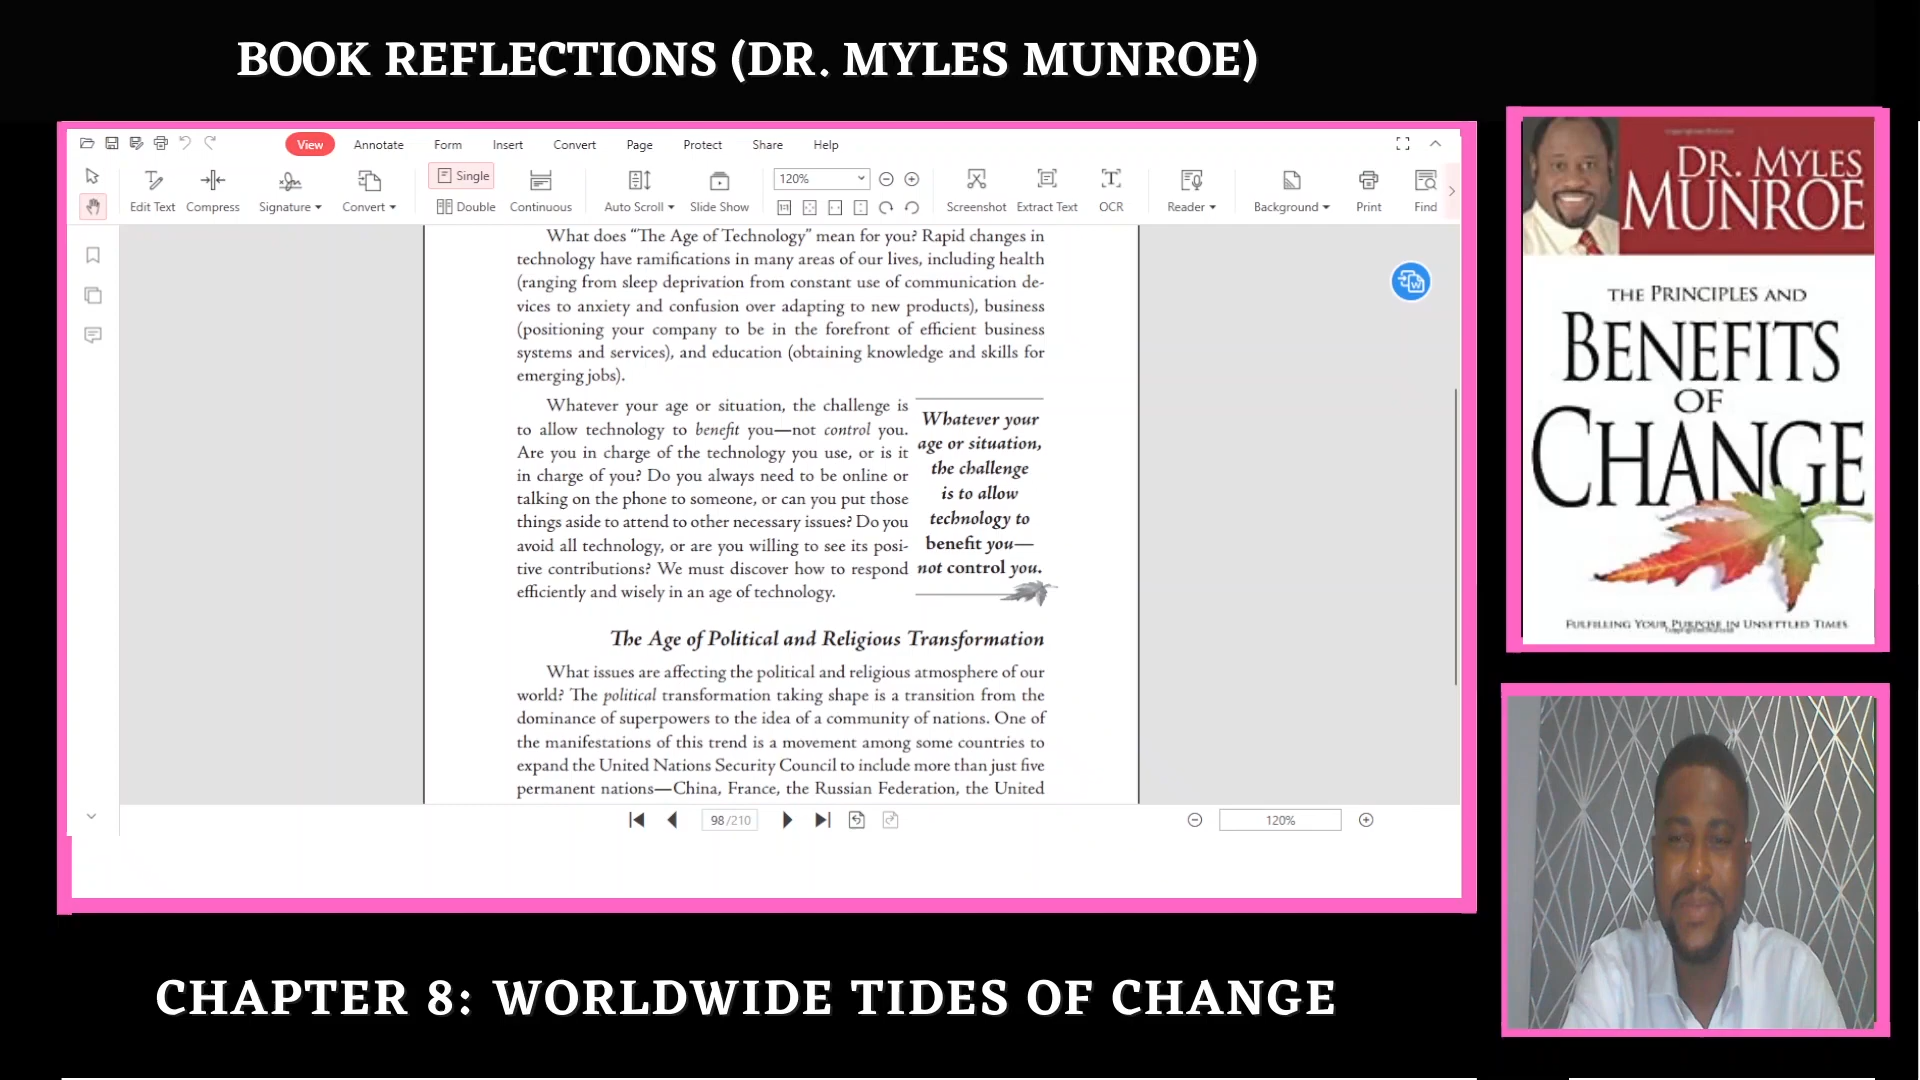 BOOK REFLECTIONS (DR. MYLES MUNROE)
View Annotate Form Insert Convert Page Protect Share Help
Edit Text Compress Signature Convert Single Double Continuous Auto Scroll Slide Show 120% Screenshot Extract Text OCR Reader Background Print Find
What does “The Age of Technology” mean for you? Rapid changes in
technology have ramifications in many areas of our lives, including health
(ranging from sleep deprivation from constant use of communication de-
vices to anxiety and confusion over adapting to new products), business
(positioning your company to be in the forefront of efficient business
systems and services), and education (obtaining knowledge and skills for
emerging jobs).
Whatever your age or situation, the challenge is
to allow technology to benefit you—not control you.
Are you in charge of the technology you use, or is it
in charge of you? Do you always need to be online or
talking on the phone to someone, or can you put those
things aside to attend to other necessary issues? Do you
avoid all technology, or are you willing to see its posi-
tive contributions? We must discover how to respond
efficiently and wisely in an age of technology.
Whatever your
age or situation,
the challenge
is to allow
technology to
benefit you—
not control you.
The Age of Political and Religious Transformation
What issues are affecting the political and religious atmosphere of our
world? The political transformation taking shape is a transition from the
dominance of superpowers to the idea of a community of nations. One of
the manifestations of this trend is a movement among some countries to
expand the United Nations Security Council to include more than just five
permanent nations—China, France, the Russian Federation, the United
98/210
120%
DR. MYLES
MUNROE
THE PRINCIPLES AND
BENEFITS
OF
CHANGE
FULFILLING YOUR PURPOSE IN UNSETTLED TIMES
CHAPTER 8: WORLDWIDE TIDES OF CHANGE